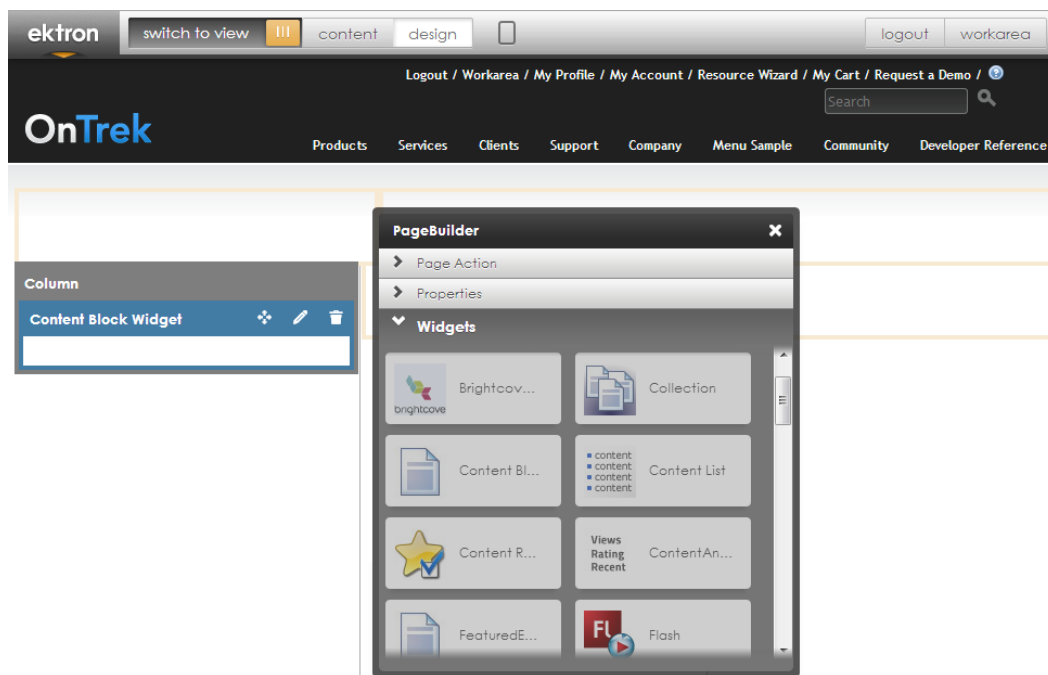 ektron switch to view content design logout workarea
Logout / Workarea / My Profile / My Account / Resource Wizard / My Cart / Request a Demo / ?
Search
OnTrek
Products Services Clients Support Company Menu Sample Community Developer Reference
PageBuilder
Page Action
Column
Properties
Content Block Widget
Widgets
brightcove Brightcov... Collection
Content Bl... content content content content Content List
Content R... Views Rating Recent ContentAn...
FeaturedE... FL Flash